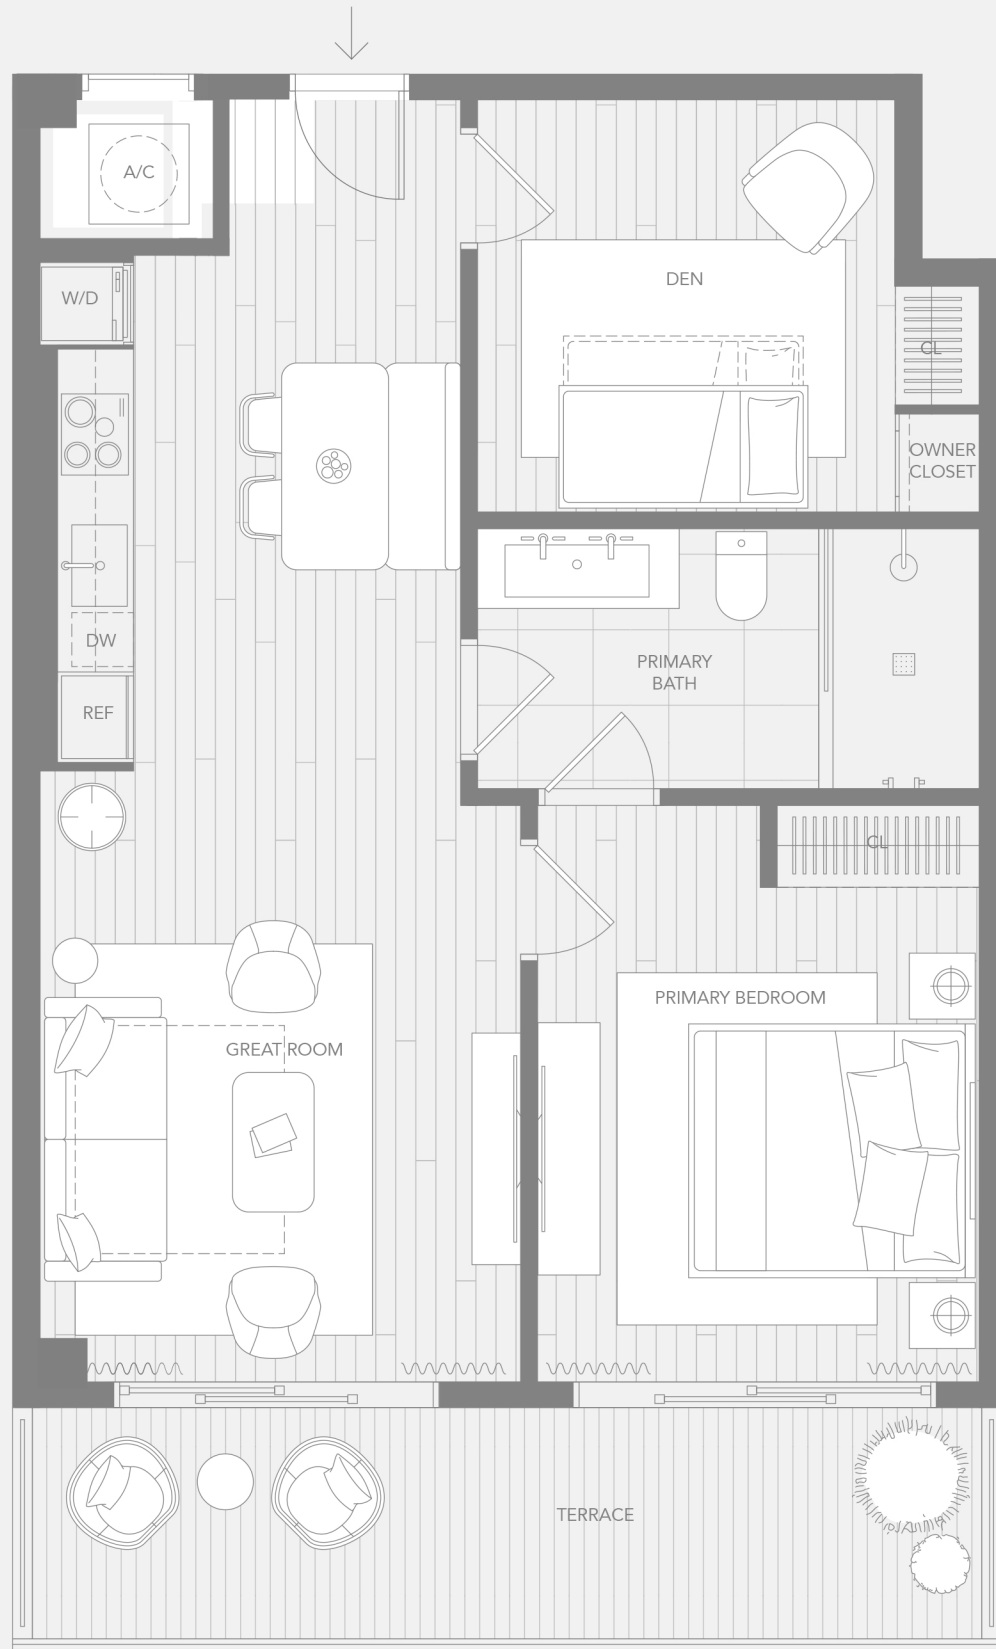 A/C
DEN
W/D
CL
OWNER
CLOSET
DW
PRIMARY
BATH
REF
CL
PRIMARY BEDROOM
GREAT ROOM
TERRACE